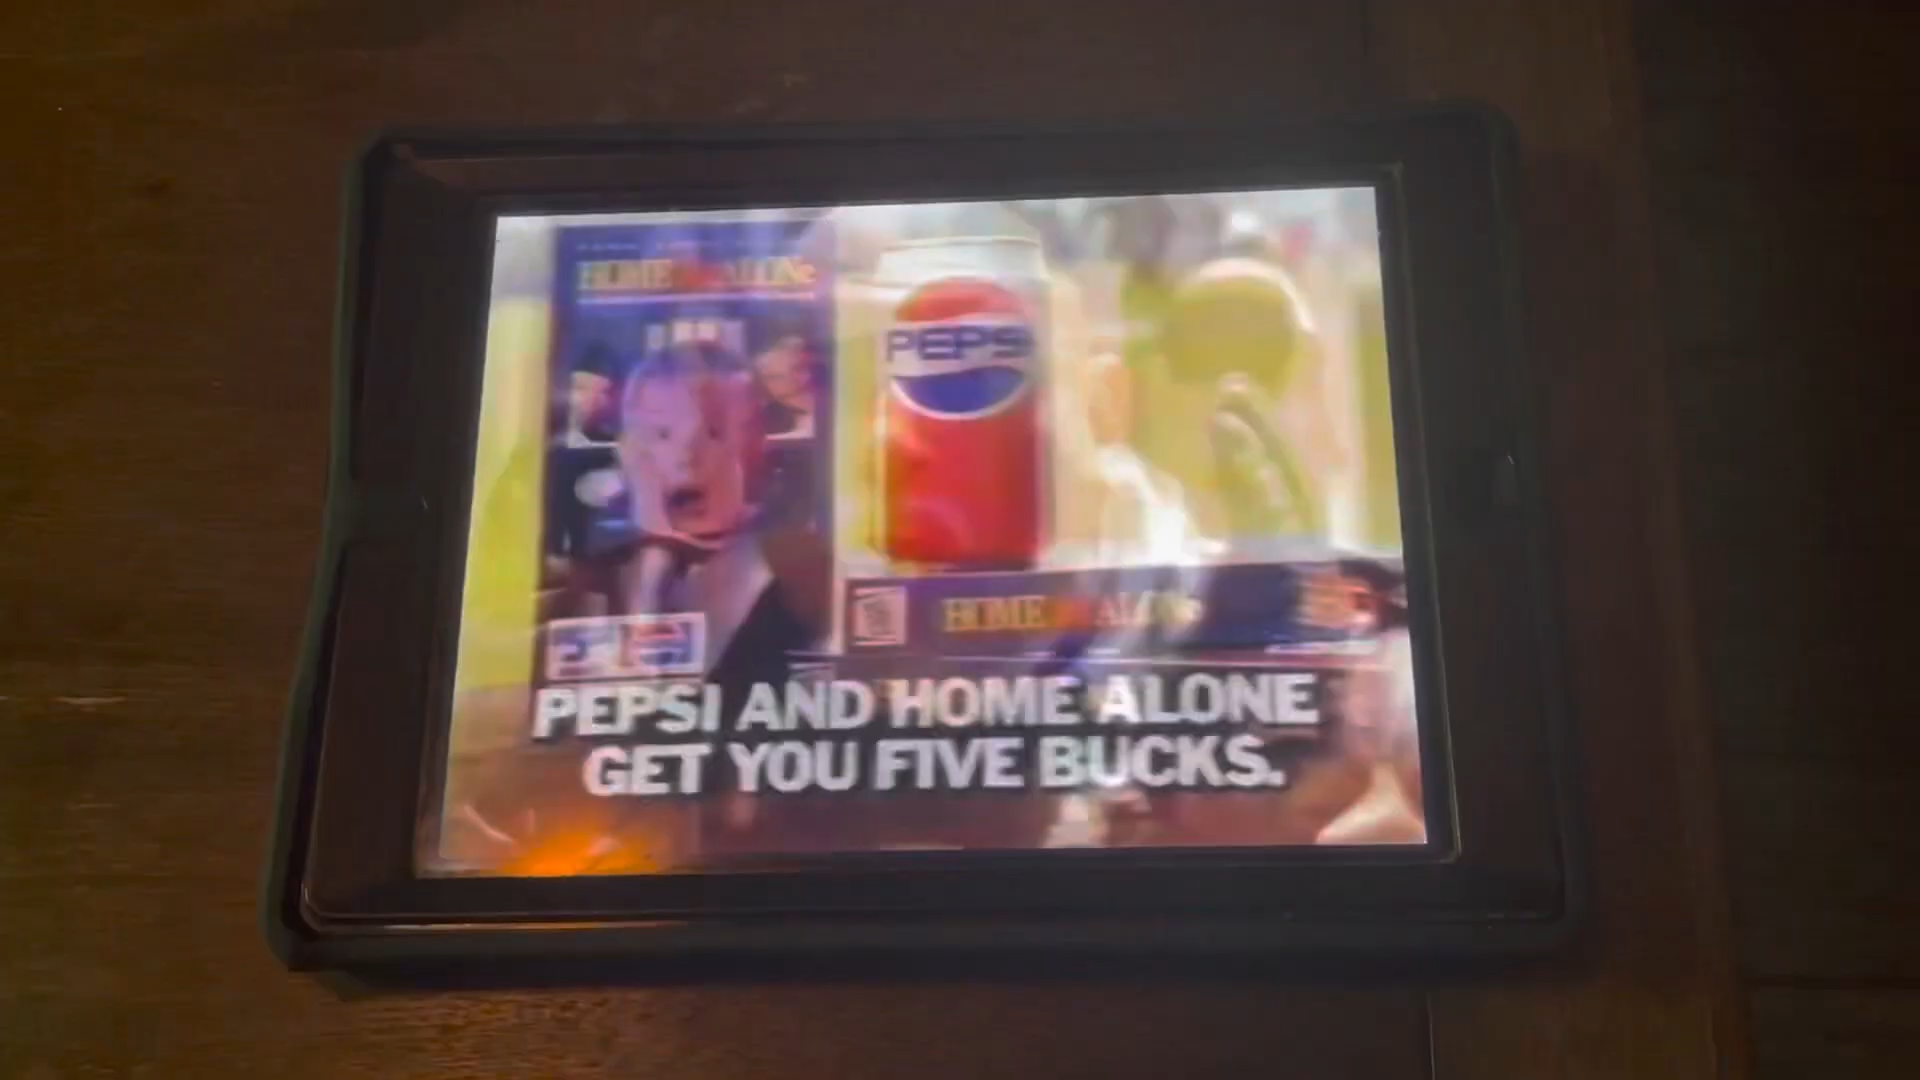 HOME ALONe
PEPSI
HOME ALONe
PEPSI AND HOME ALONE
GET YOU FIVE BUCKS.